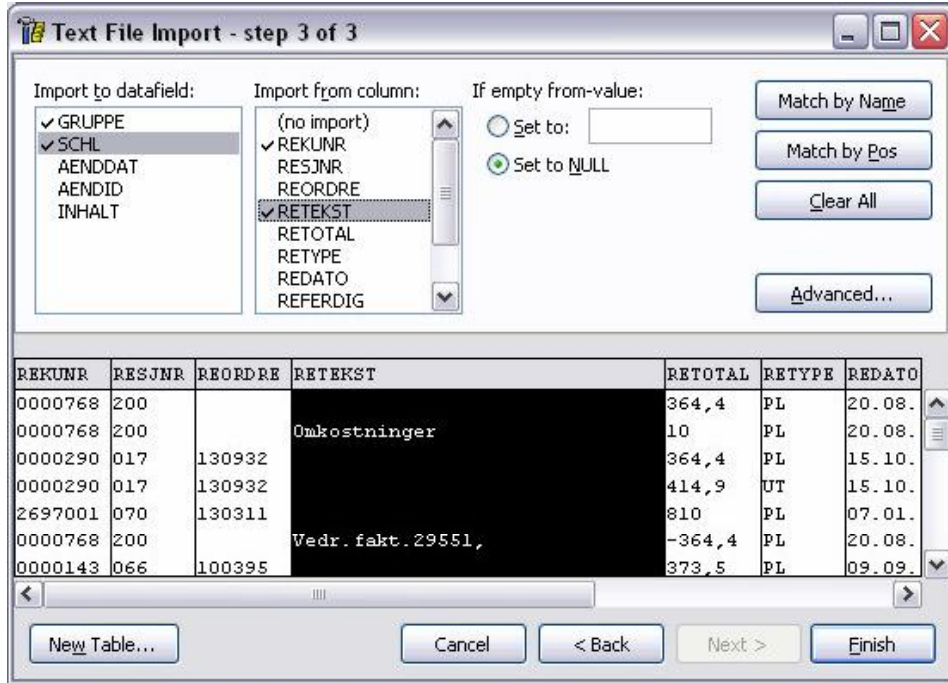 Text File Import - step 3 of 3
Import to datafield:
GRUPPE
SCHL
AENDDAT
AENDID
INHALT
Import from column:
(no import)
REKUNR
RESJNR
REORDRE
RETEKST
RETOTAL
RETYPE
REDATO
REFERDIG
If empty from-value:
Set to:
Set to NULL
Match by Name
Match by Pos
Clear All
Advanced...
REKUNR RESJNR REORDRE RETEKST RETOTAL RETYPE REDATO
0000768 200 364,4 PL 20.08.
0000768 200 Omkostninger 10 PL 20.08.
0000290 017 130932 364,4 PL 15.10.
0000290 017 130932 414,9 UT 15.10.
2697001 070 130311 810 PL 07.01.
0000768 200 Vedr.fakt.29551, -364,4 PL 20.08.
0000143 066 100395 373,5 PL 09.09.
New Table... Cancel < Back Next > Finish